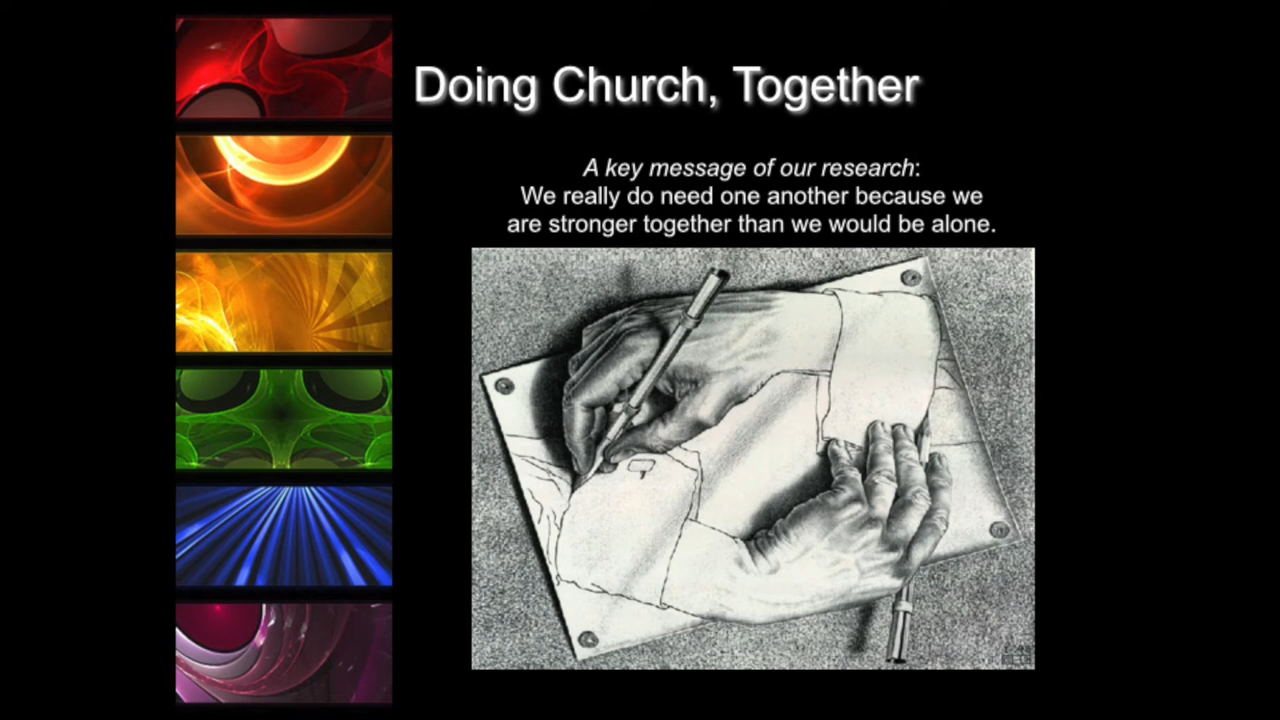 Doing Church, Together
A key message of our research:
We really do need one another because we
are stronger together than we would be alone.